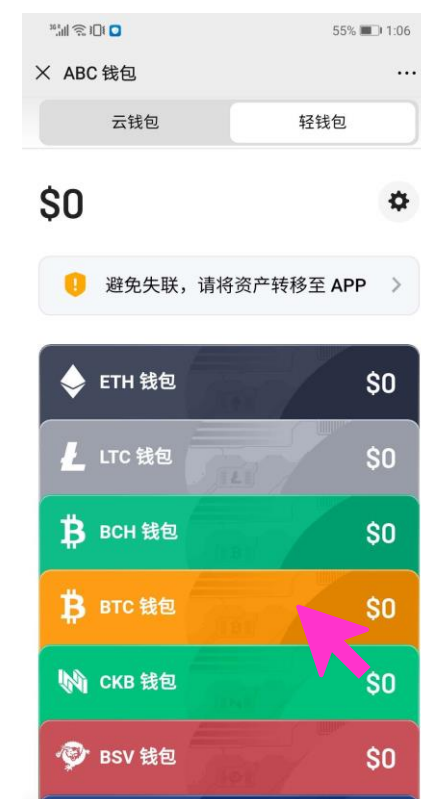 55% 1:06
ABC 钱包
云钱包 轻钱包
$0
避免失联，请将资产转移至 APP
ETH 钱包 $0
LTC 钱包 $0
BCH 钱包 $0
BTC 钱包 $0
CKB 钱包 $0
BSV 钱包 $0